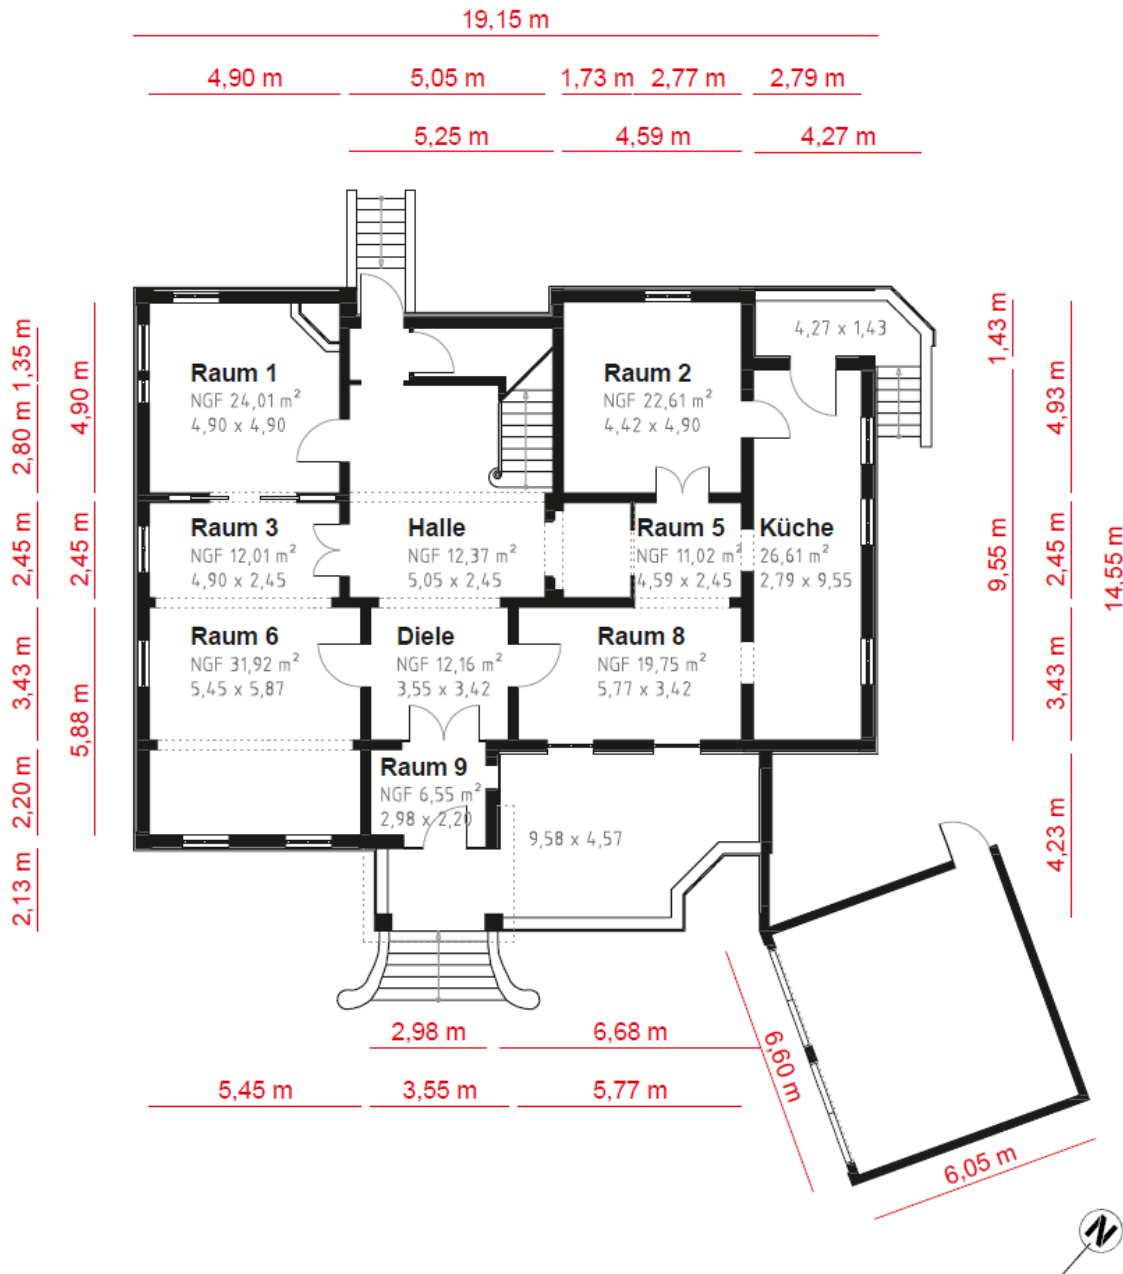 19,15 m
4,90 m
5,05 m
1,73 m
2,77 m
2,79 m
5,25 m
4,59 m
4,27 m
4,27 x 1,43
1,35 m
2,80 m
4,90 m
1,43 m
4,93 m
Raum 1
NGF 24,01 m²
4,90 x 4,90
Raum 2
NGF 22,61 m²
4,42 x 4,90
Raum 3
NGF 12,01 m²
4,90 x 2,45
Halle
NGF 12,37 m²
5,05 x 2,45
Raum 5
NGF 11,02 m²
4,59 x 2,45
Küche
26,61 m²
2,79 x 9,55
2,45 m
2,45 m
9,55 m
2,45 m
14,55 m
Raum 6
NGF 31,92 m²
5,45 x 5,87
Diele
NGF 12,16 m²
3,55 x 3,42
Raum 8
NGF 19,75 m²
5,77 x 3,42
3,43 m
5,88 m
3,43 m
Raum 9
NGF 6,55 m²
2,98 x 2,20
9,58 x 4,57
2,20 m
2,13 m
4,23 m
2,98 m
6,68 m
5,45 m
3,55 m
5,77 m
6,60 m
6,05 m
N